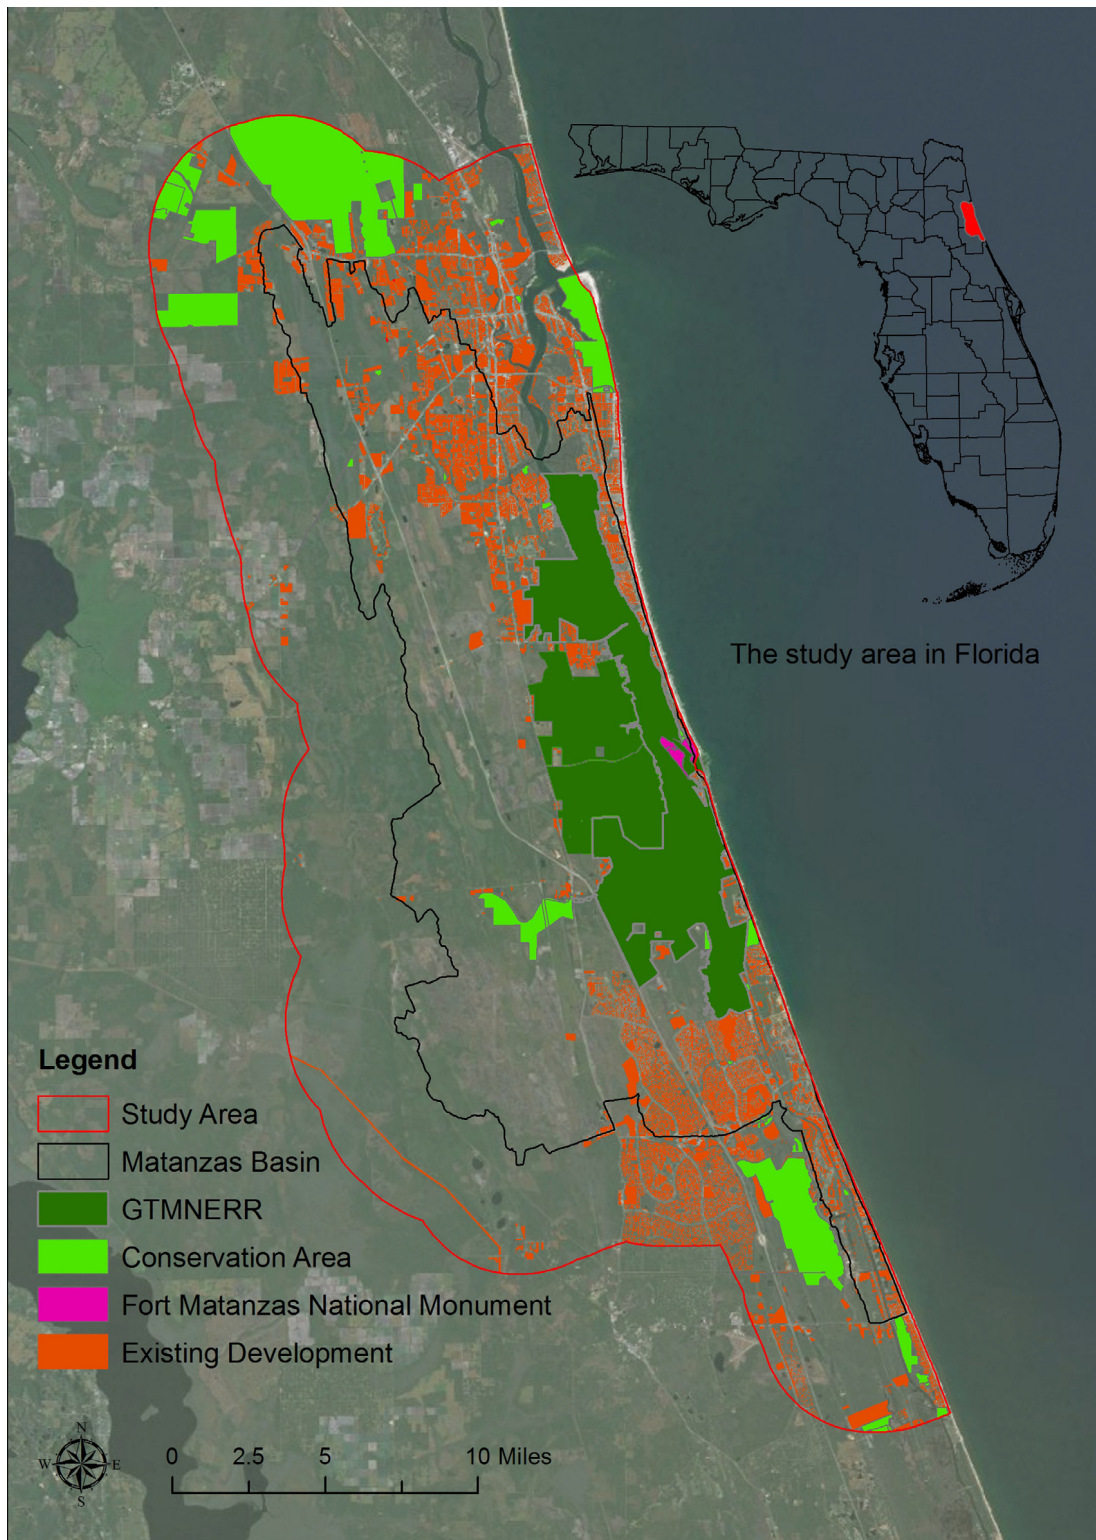 The study area in Florida
Legend
Study Area
Matanzas Basin
GTMNERR
Conservation Area
Fort Matanzas National Monument
Existing Development
N
W E
S
0 2.5 5 10 Miles